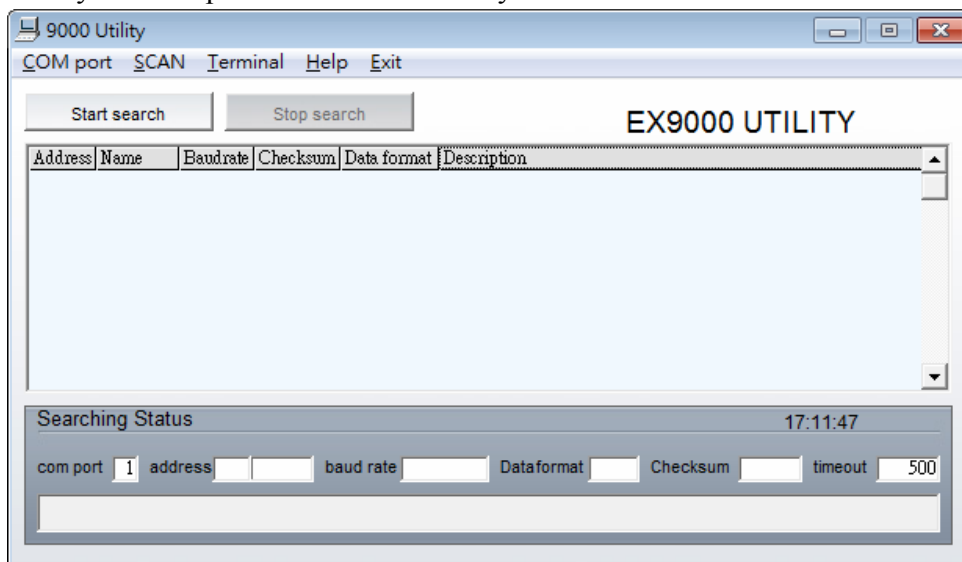 9000 Utility
COM port SCAN Terminal Help Exit
Start search Stop search EX9000 UTILITY
Address Name Baudrate Checksum Data format Description
Searching Status 17:11:47
com port 1 address baud rate Dataformat Checksum timeout 500